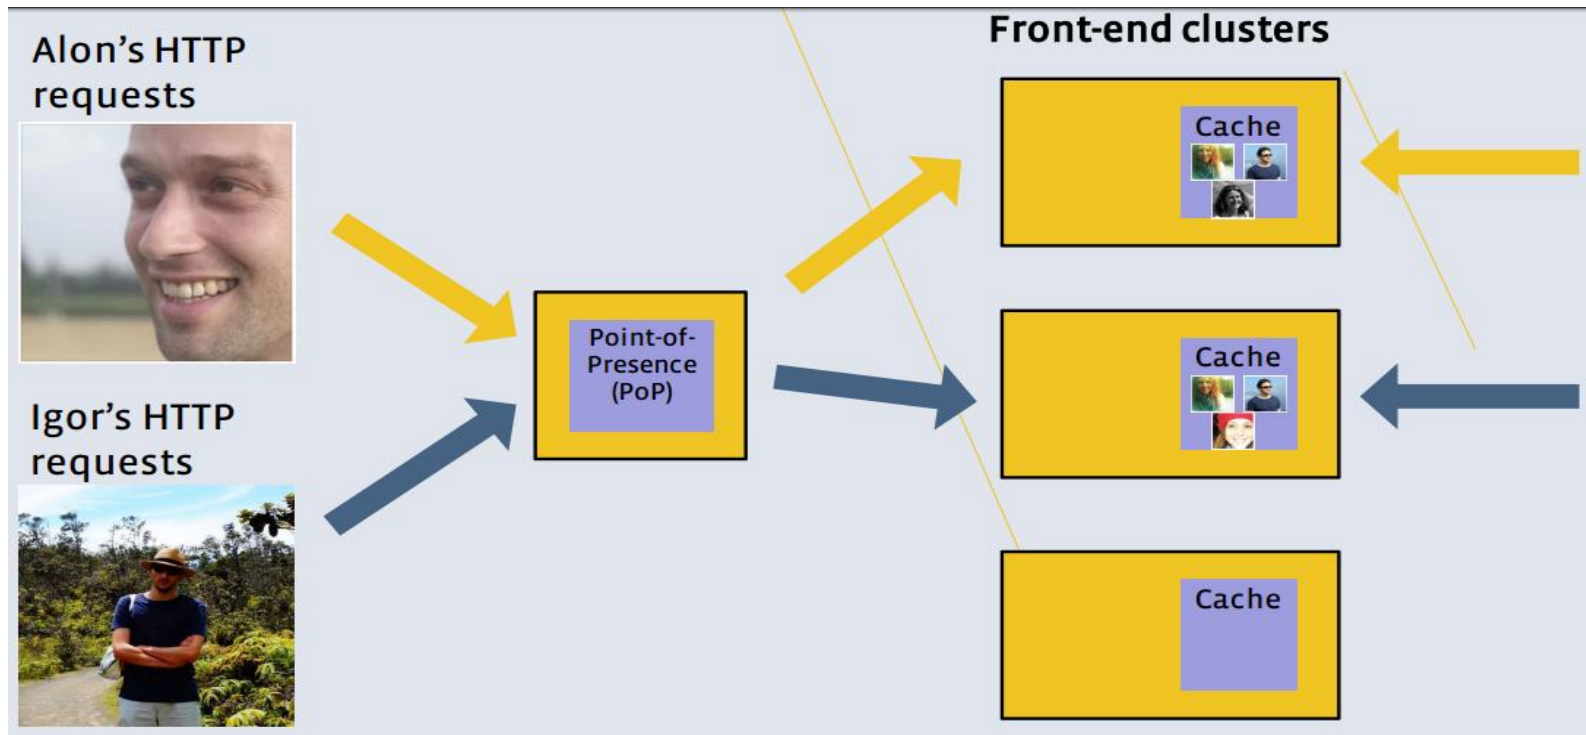 Alon's HTTP
requests
Front-end clusters
Cache
Point-of-
Presence
(PoP)
Cache
Igor's HTTP
requests
Cache